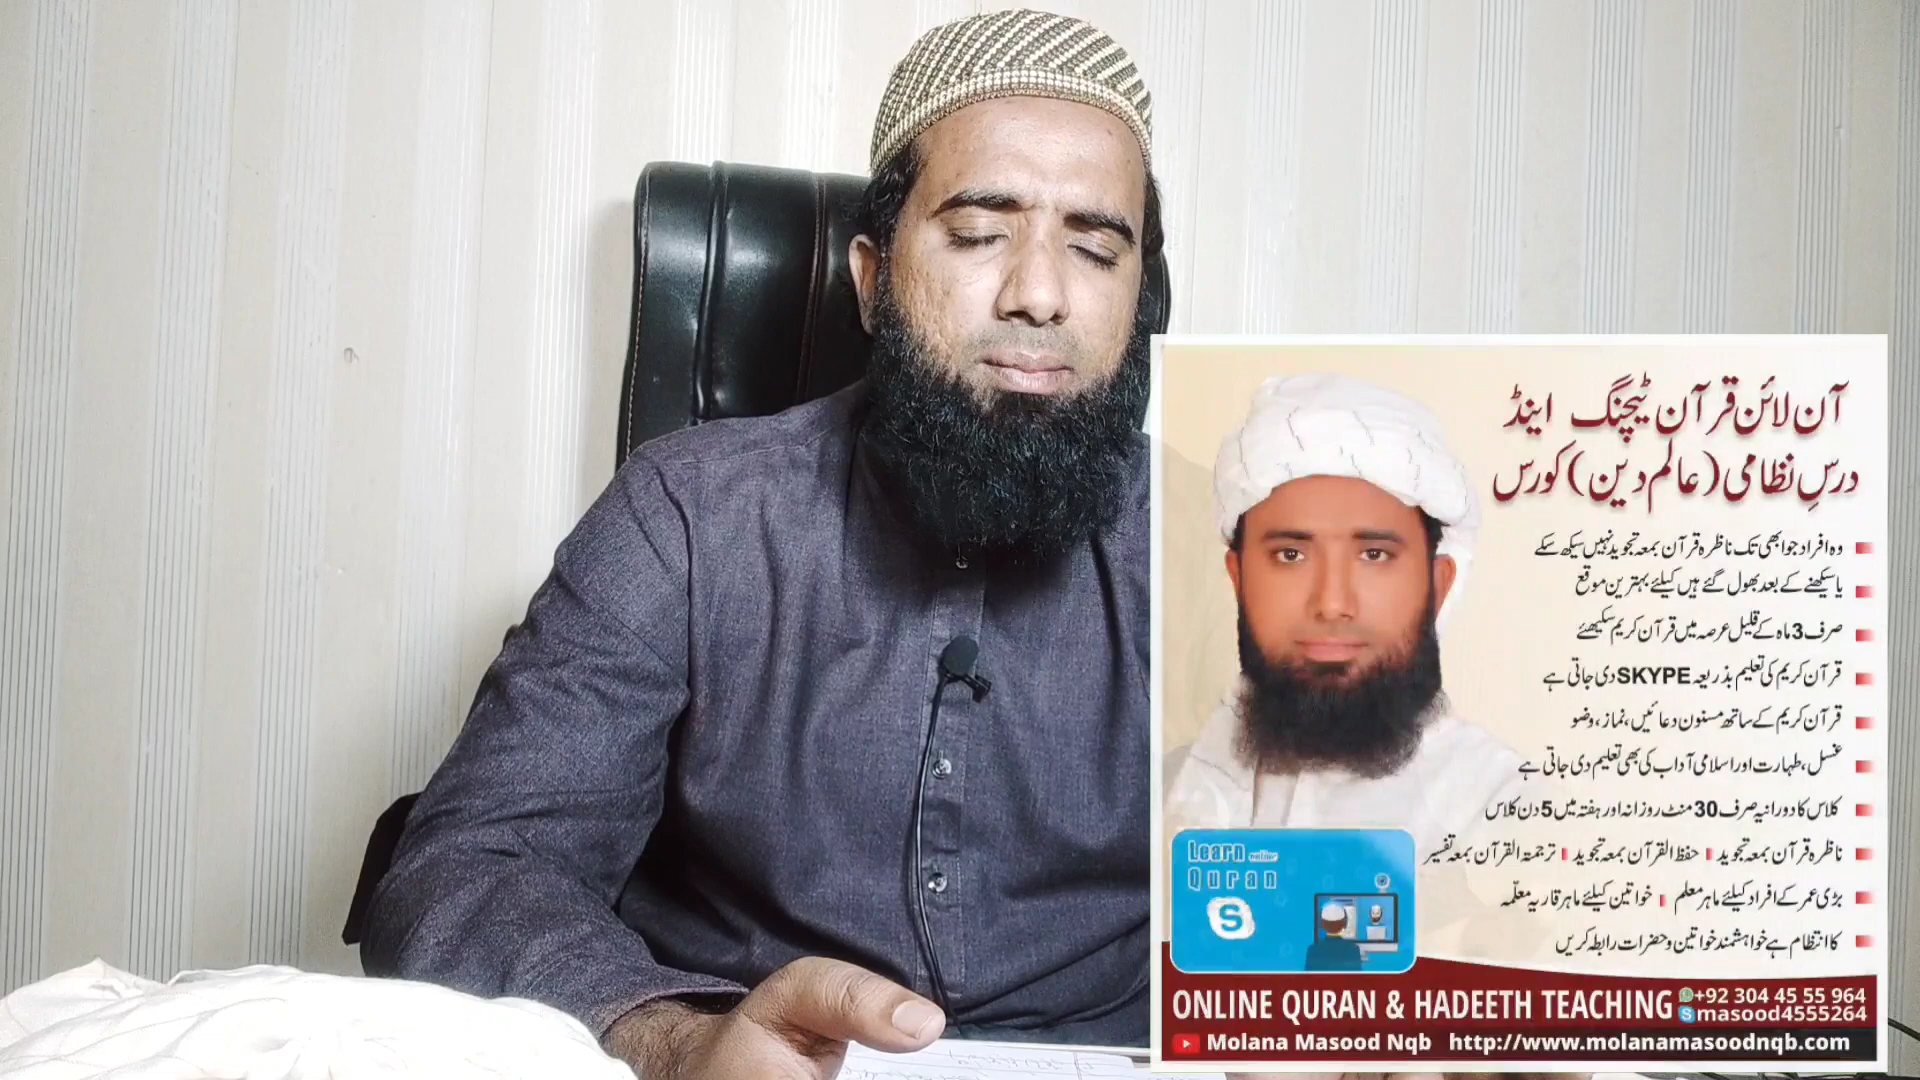 آن لائن قرآن ٹیچنگ اینڈ
درسِ نظامی (عالم دین) کورس
وہ افراد جو ابھی تک ناظرہ قرآن بمعہ تجوید نہیں سیکھ سکے
یا سیکھنے کے بعد بھول گئے ہیں کیلئے بہترین موقع
صرف 3 ماہ کے قلیل عرصہ میں قرآن کریم سیکھئے
قرآن کریم کی تعلیم بذریعہ SKYPE دی جاتی ہے
قرآن کریم کے ساتھ مسنون دعائیں، نماز، وضو
غسل، طہارت اور اسلامی آداب کی بھی تعلیم دی جاتی ہے
کلاس کا دورانیہ صرف 30 منٹ روزانہ اور ہفتہ میں 5 دن کلاس
ناظرہ قرآن بمعہ تجوید ا حفظ القرآن بمعہ تجوید ا ترجمۃ القرآن بمعہ تفسیر
بڑی عمر کے افراد کیلئے ماہر معلم ا خواتین کیلئے ماہر قاریہ معلّمہ
کا انتظام ہے خواہشمند خواتین و حضرات رابطہ کریں
Learn online
Quran
S
ONLINE QURAN & HADEETH TEACHING
+92 304 45 55 964
masood4555264
Molana Masood Nqb http://www.molanamasoodnqb.com